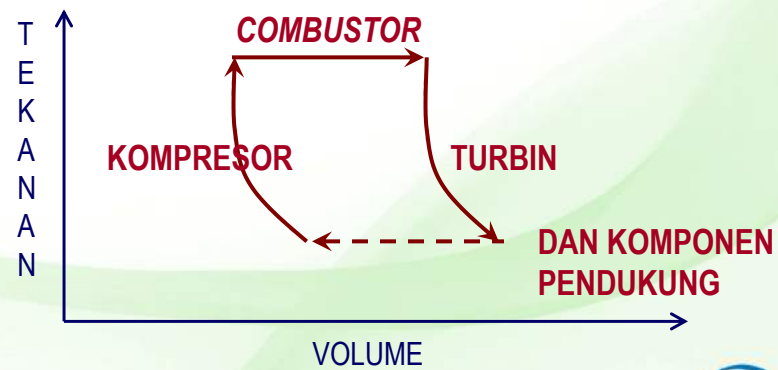 TEKANAN
COMBUSTOR
KOMPRESOR
TURBIN
DAN KOMPONEN
PENDUKUNG
VOLUME